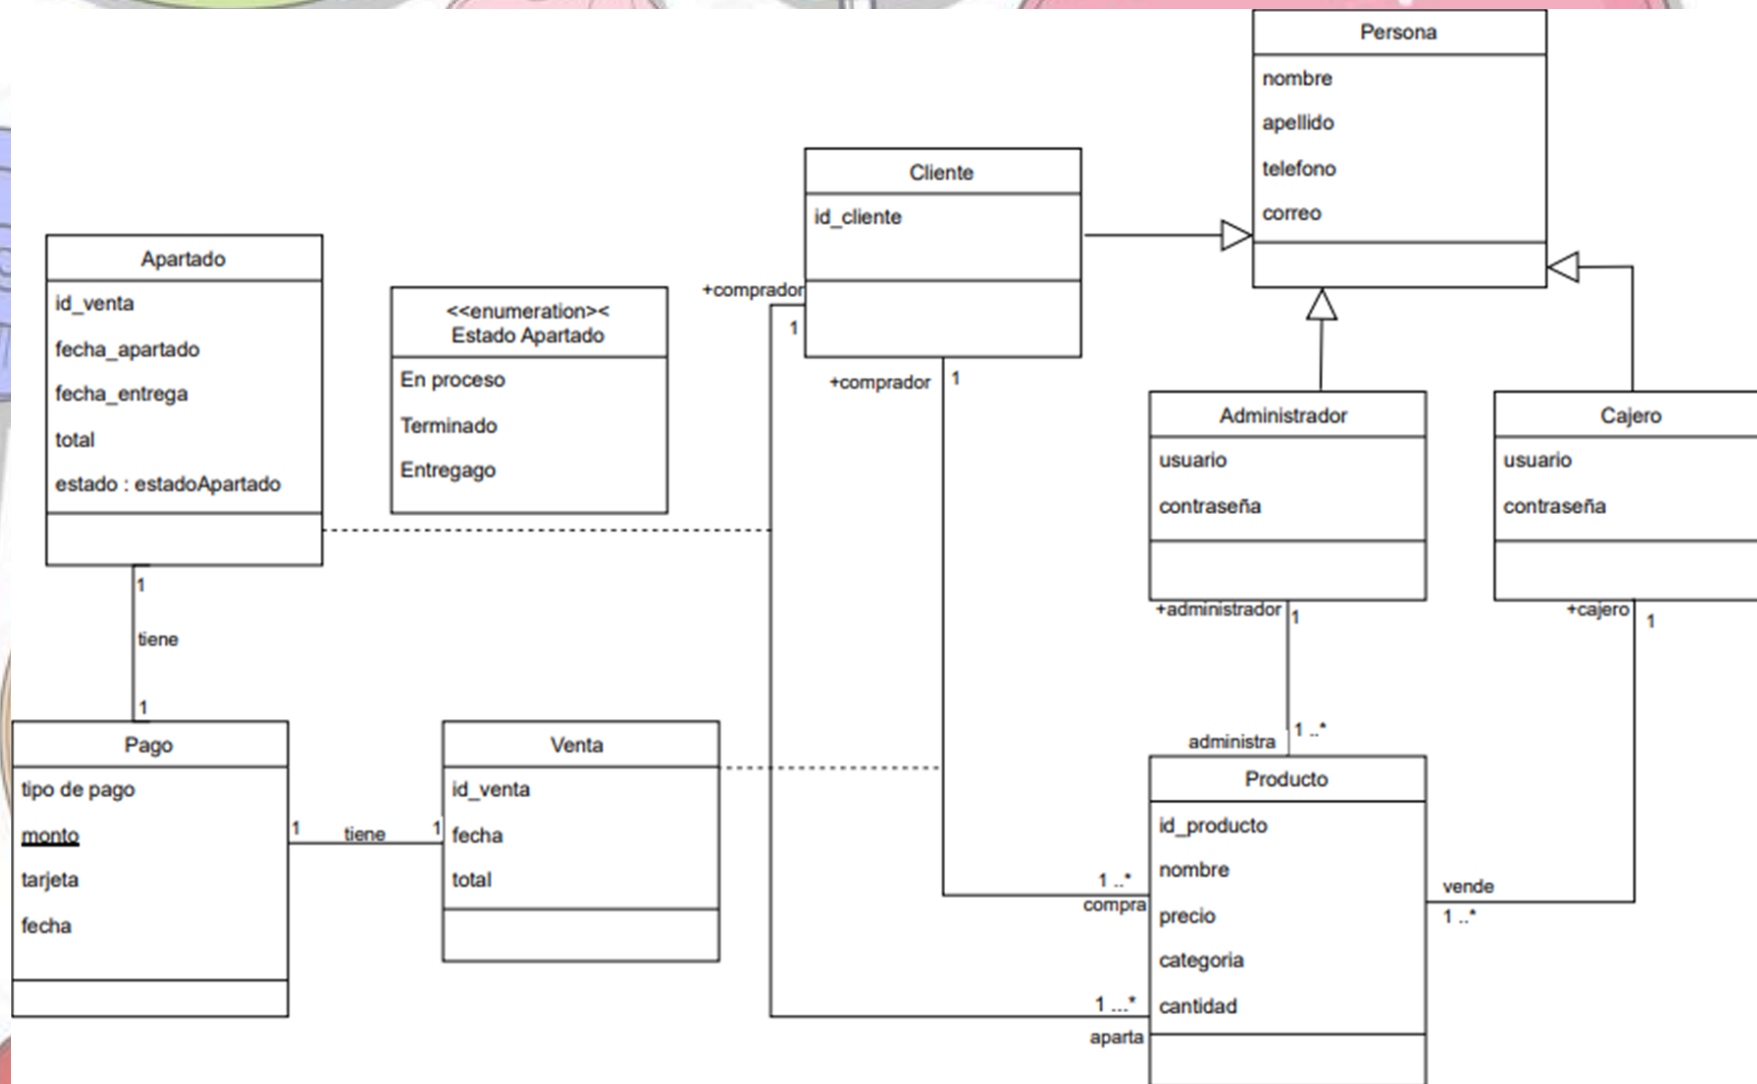 Persona
nombre
apellido
telefono
correo
Cliente
id_cliente
+comprador
1
+comprador
1
Apartado
id_venta
fecha_apartado
fecha_entrega
total
estado : estadoApartado
<<enumeration><
Estado Apartado
En proceso
Terminado
Entregago
Administrador
usuario
contraseña
+administrador
1
Cajero
usuario
contraseña
+cajero
1
1
tiene
1
Pago
tipo de pago
monto
tarjeta
fecha
1
tiene
1
Venta
id_venta
fecha
total
1 ..*
administra
Producto
id_producto
nombre
precio
categoria
cantidad
1 ..*
compra
vende
1 ..*
1 ...*
aparta